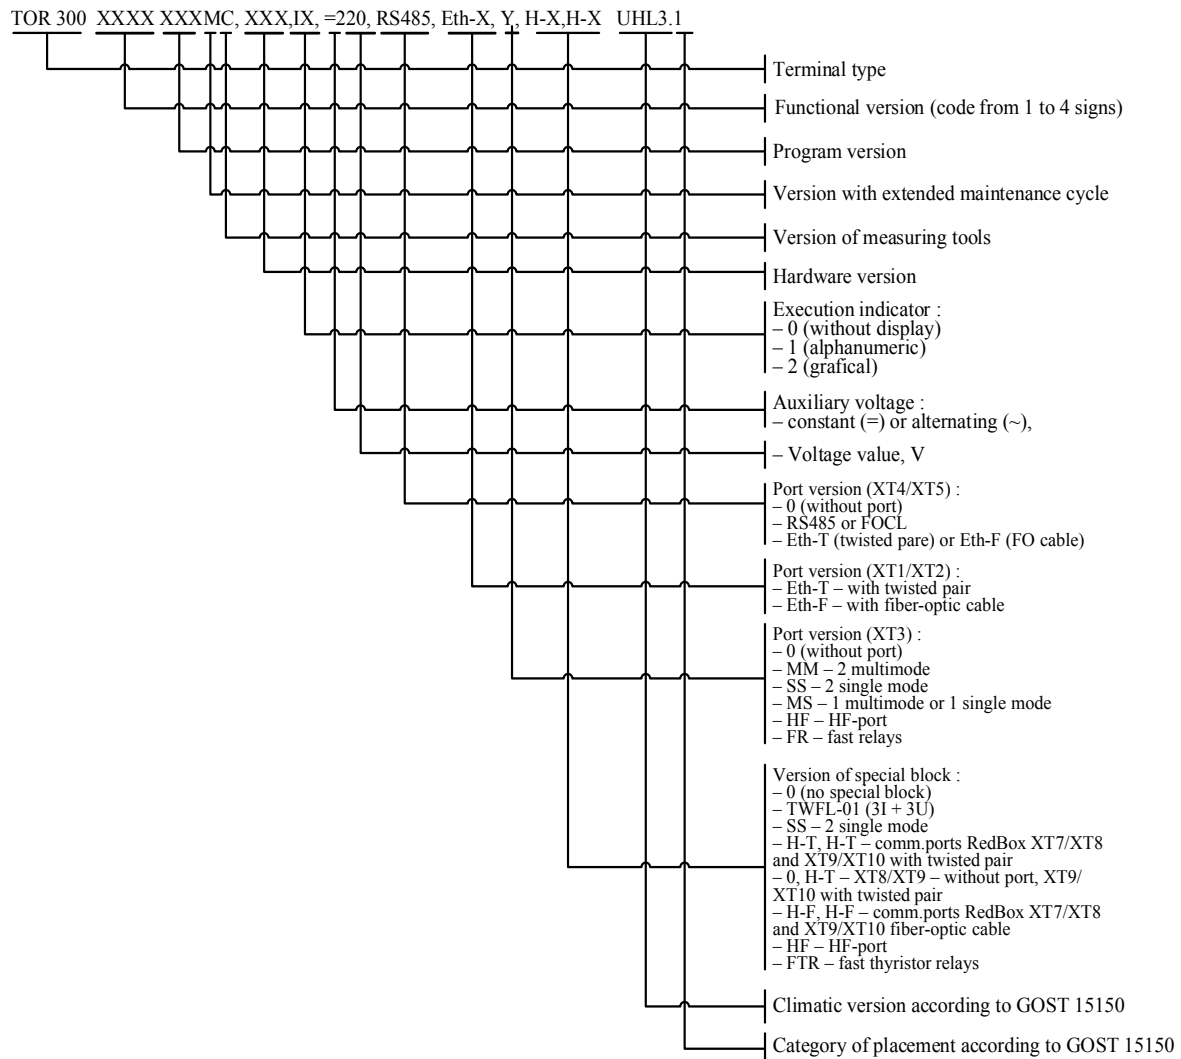 TOR 300 XXXX XXXMC, XXX,IX, =220, RS485, Eth-X, Y, H-X,H-X UHL3.1
Terminal type
Functional version (code from 1 to 4 signs)
Program version
Version with extended maintenance cycle
Version of measuring tools
Hardware version
Execution indicator :
– 0 (without display)
– 1 (alphanumeric)
– 2 (grafical)
Auxiliary voltage :
– constant (=) or alternating (~),
– Voltage value, V
Port version (XT4/XT5) :
– 0 (without port)
– RS485 or FOCL
– Eth-T (twisted pare) or Eth-F (FO cable)
Port version (XT1/XT2) :
– Eth-T – with twisted pair
– Eth-F – with fiber-optic cable
Port version (XT3) :
– 0 (without port)
– MM – 2 multimode
– SS – 2 single mode
– MS – 1 multimode or 1 single mode
– HF – HF-port
– FR – fast relays
Version of special block :
– 0 (no special block)
– TWFL-01 (3I + 3U)
– SS – 2 single mode
– H-T, H-T – comm.ports RedBox XT7/XT8
and XT9/XT10 with twisted pair
– 0, H-T – XT8/XT9 – without port, XT9/
XT10 with twisted pair
– H-F, H-F – comm.ports RedBox XT7/XT8
and XT9/XT10 fiber-optic cable
– HF – HF-port
– FTR – fast thyristor relays
Climatic version according to GOST 15150
Category of placement according to GOST 15150